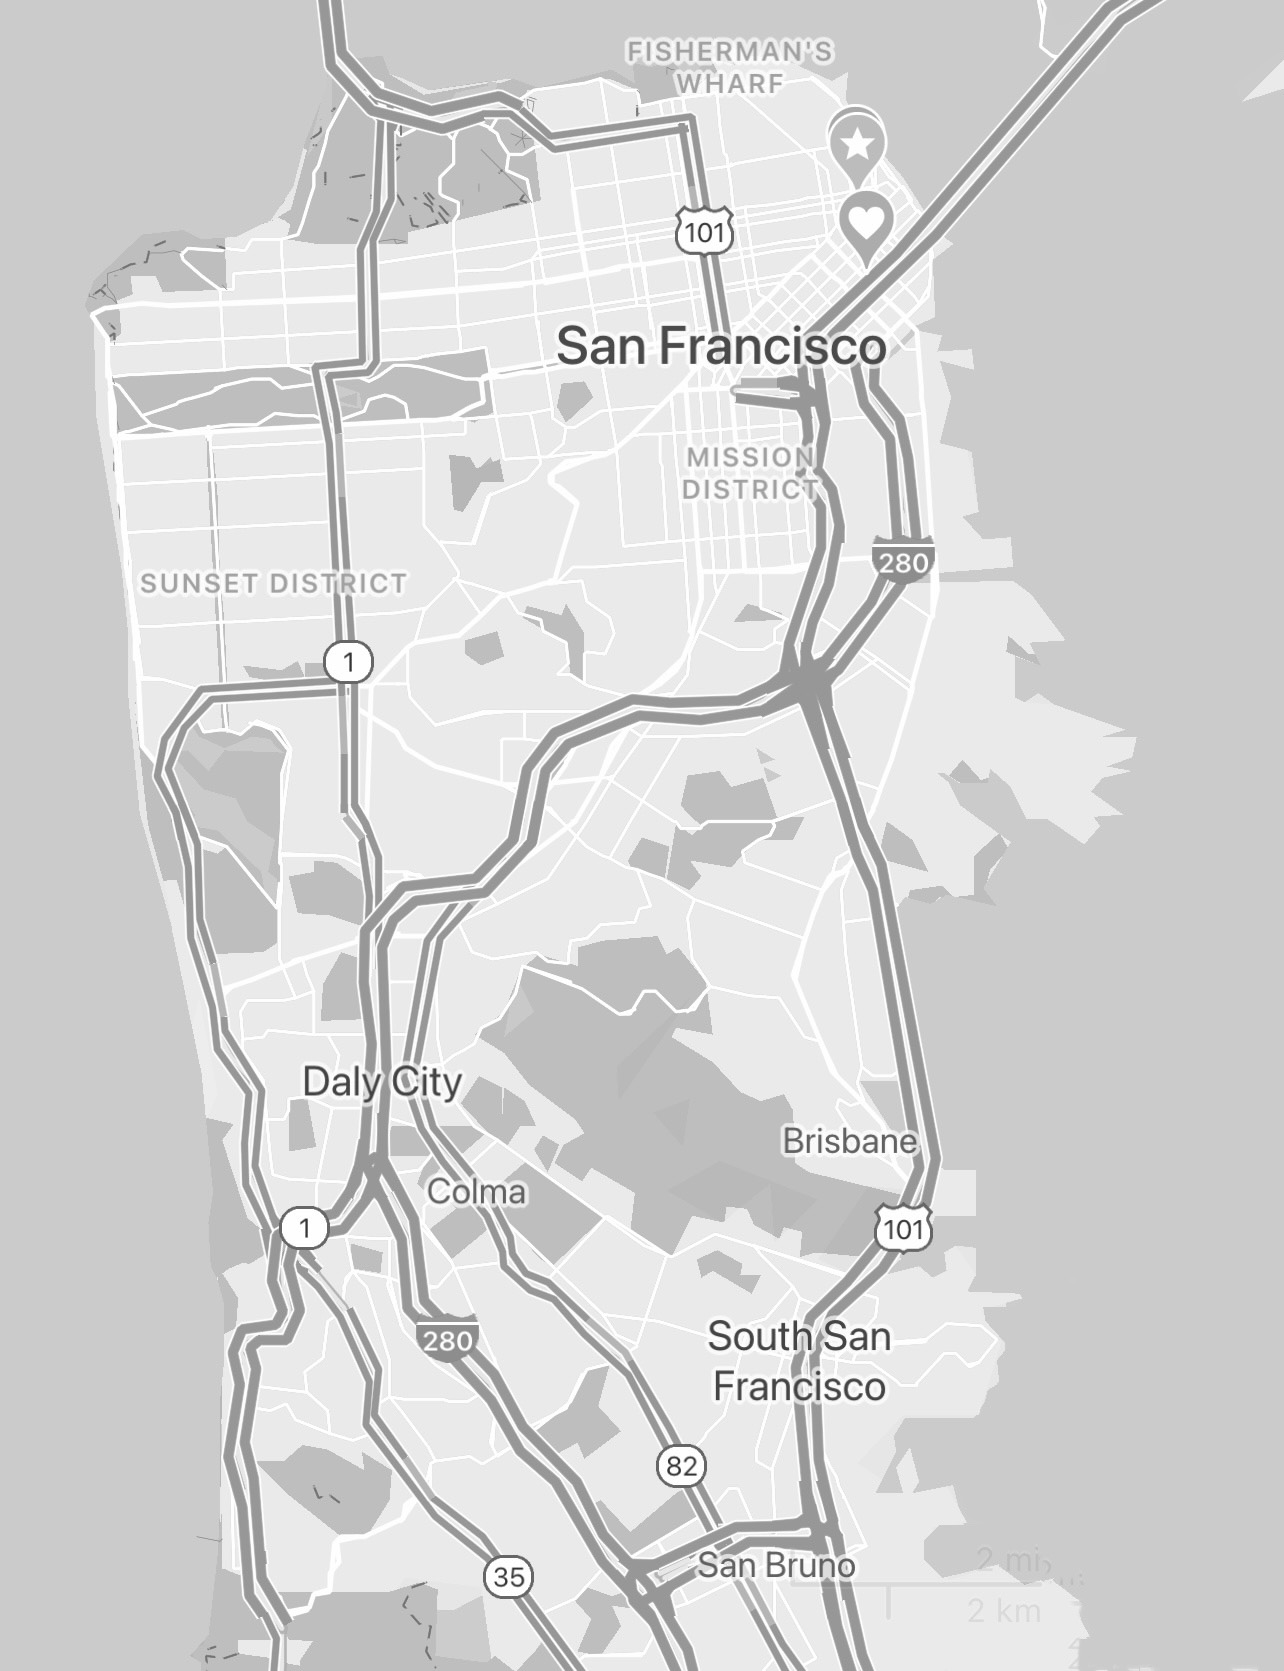 FISHERMAN'S
WHARF
101
San Francisco
MISSION
DISTRICT
280
SUNSET DISTRICT
1
Daly City
Brisbane
Colma
1
101
280
South San
Francisco
82
San Bruno
35
2 mi
2 km